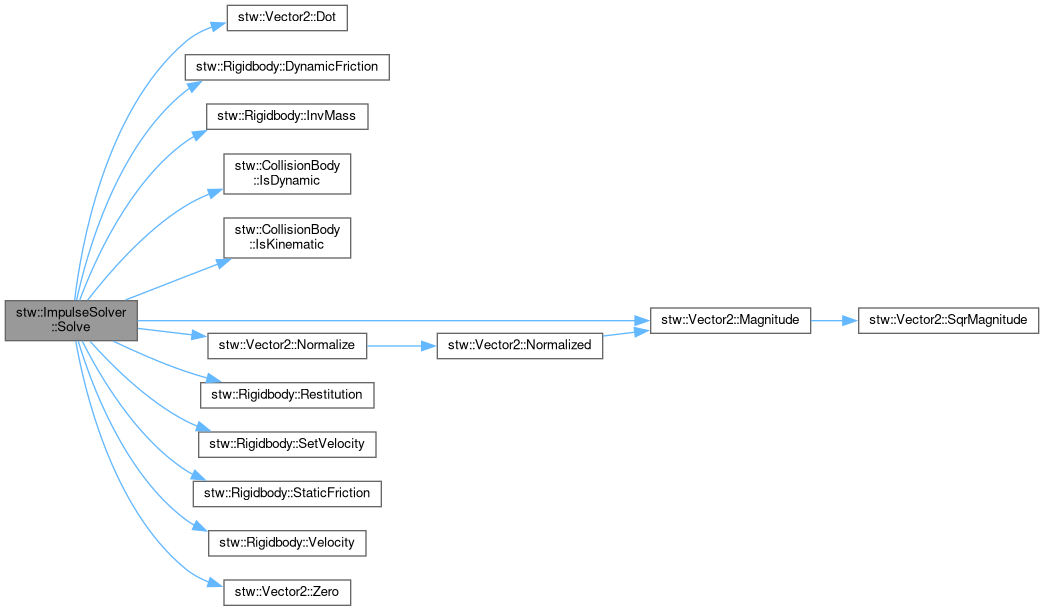 stw::ImpulseSolver
::Solve
stw::Vector2::Dot
stw::Rigidbody::DynamicFriction
stw::Rigidbody::InvMass
stw::CollisionBody
::IsDynamic
stw::CollisionBody
::IsKinematic
stw::Vector2::Magnitude
stw::Vector2::SqrMagnitude
stw::Vector2::Normalize
stw::Vector2::Normalized
stw::Rigidbody::Restitution
stw::Rigidbody::SetVelocity
stw::Rigidbody::StaticFriction
stw::Rigidbody::Velocity
stw::Vector2::Zero